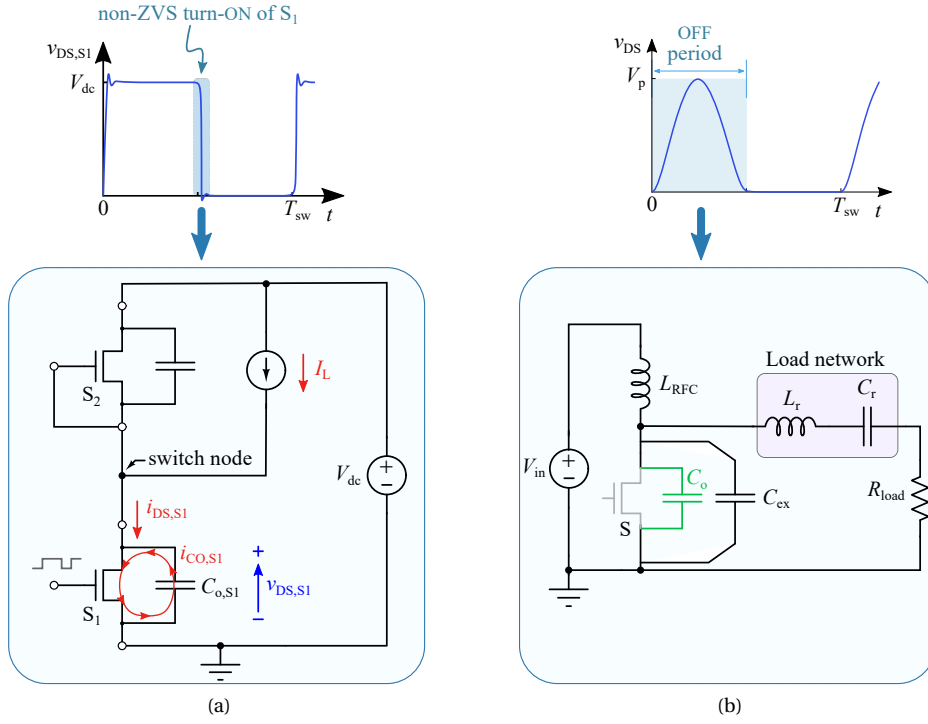 non-ZVS turn-ON of S1
vDS,S1
Vdc
0
Tsw
t
S2
IL
switch node
Vdc
iDS,S1
iCO,S1
Co,S1
S1
+
vDS,S1
−
(a)
vDS
OFF
period
Vp
0
Tsw
t
Load network
Lr
Cr
LRFC
Vin
Co
Cex
S
Rload
(b)